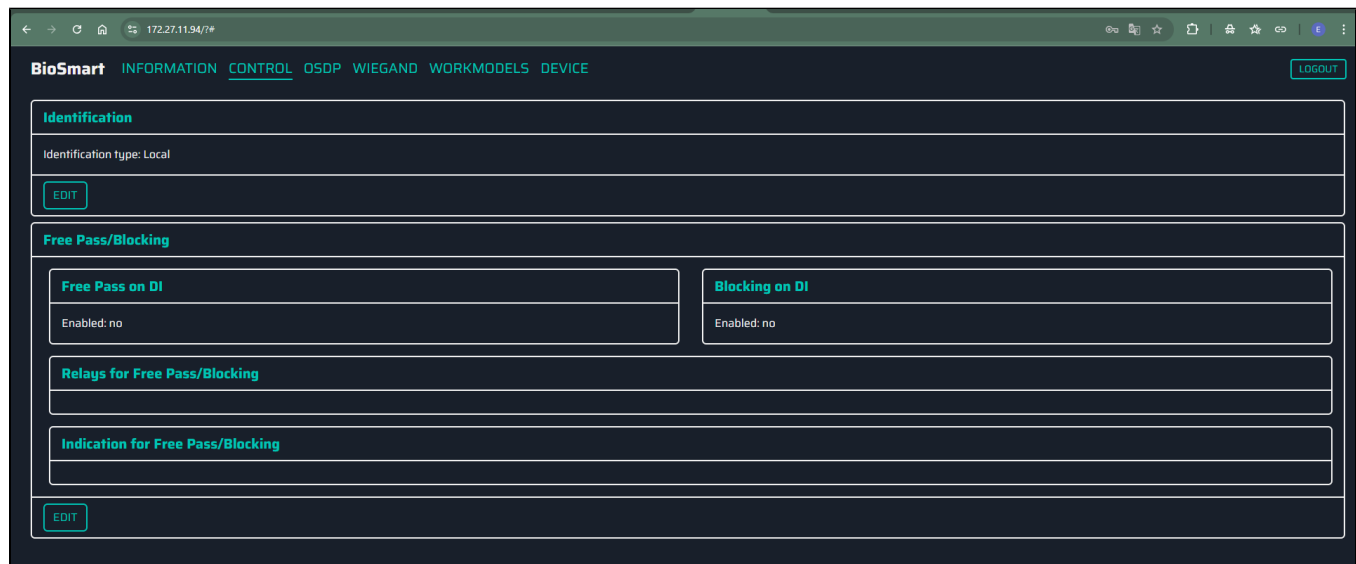 172.27.11.94/?#
E
BioSmart INFORMATION CONTROL OSDP WIEGAND WORKMODELS DEVICE LOGOUT
Identification
Identification type: Local
EDIT
Free Pass/Blocking
Free Pass on DI
Enabled: no
Blocking on DI
Enabled: no
Relays for Free Pass/Blocking
Indication for Free Pass/Blocking
EDIT